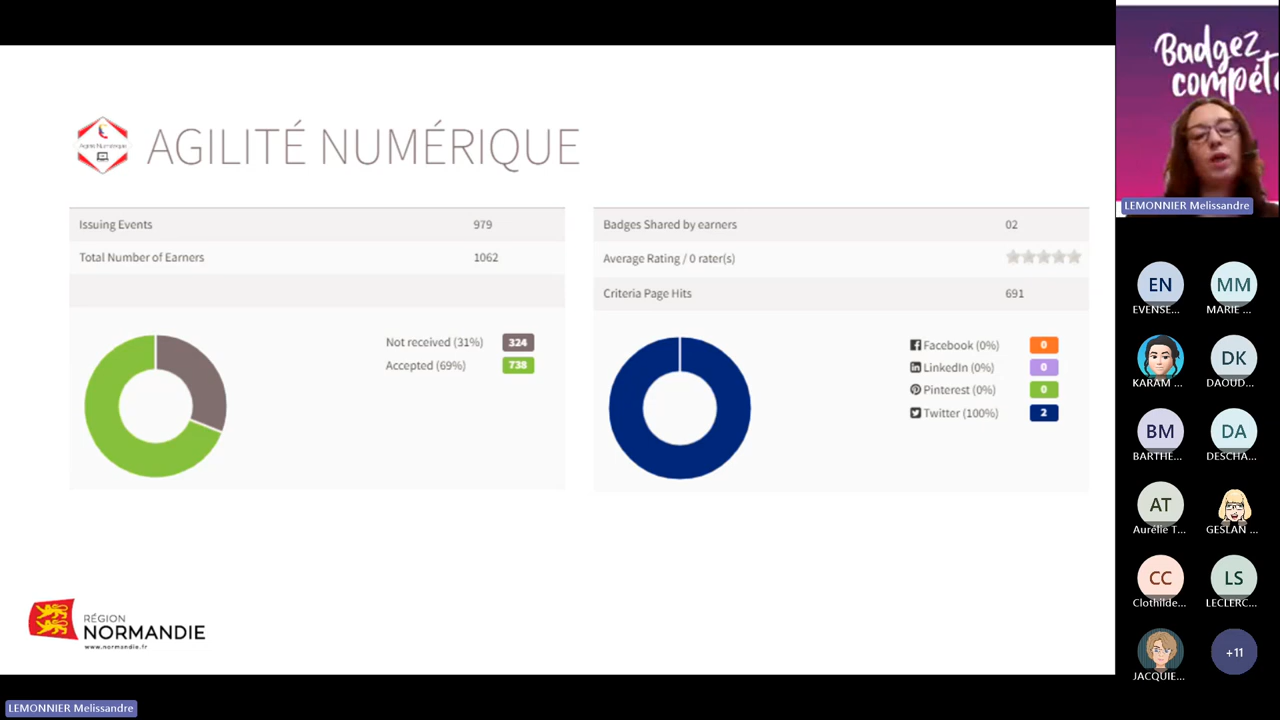 Agilité Numérique
AGILITÉ NUMÉRIQUE
Issuing Events 979
Total Number of Earners 1062
Not received (31%) 324
Accepted (69%) 738
Badges Shared by earners 02
Average Rating / 0 rater(s)
Criteria Page Hits 691
Facebook (0%) 0
LinkedIn (0%) 0
Pinterest (0%) 0
Twitter (100%) 2
RÉGION
NORMANDIE
www.normandie.fr
LEMONNIER Melissandre
Badgez
compéte
LEMONNIER Melissandre
EN MM
EVENSE... MARIE ...
DK
KARAM ... DAOUD...
BM DA
BARTHE... DESCHA...
AT
Aurélie T... GESLAN ...
CC LS
Clothilde... LECLERC...
+11
JACQUIE...